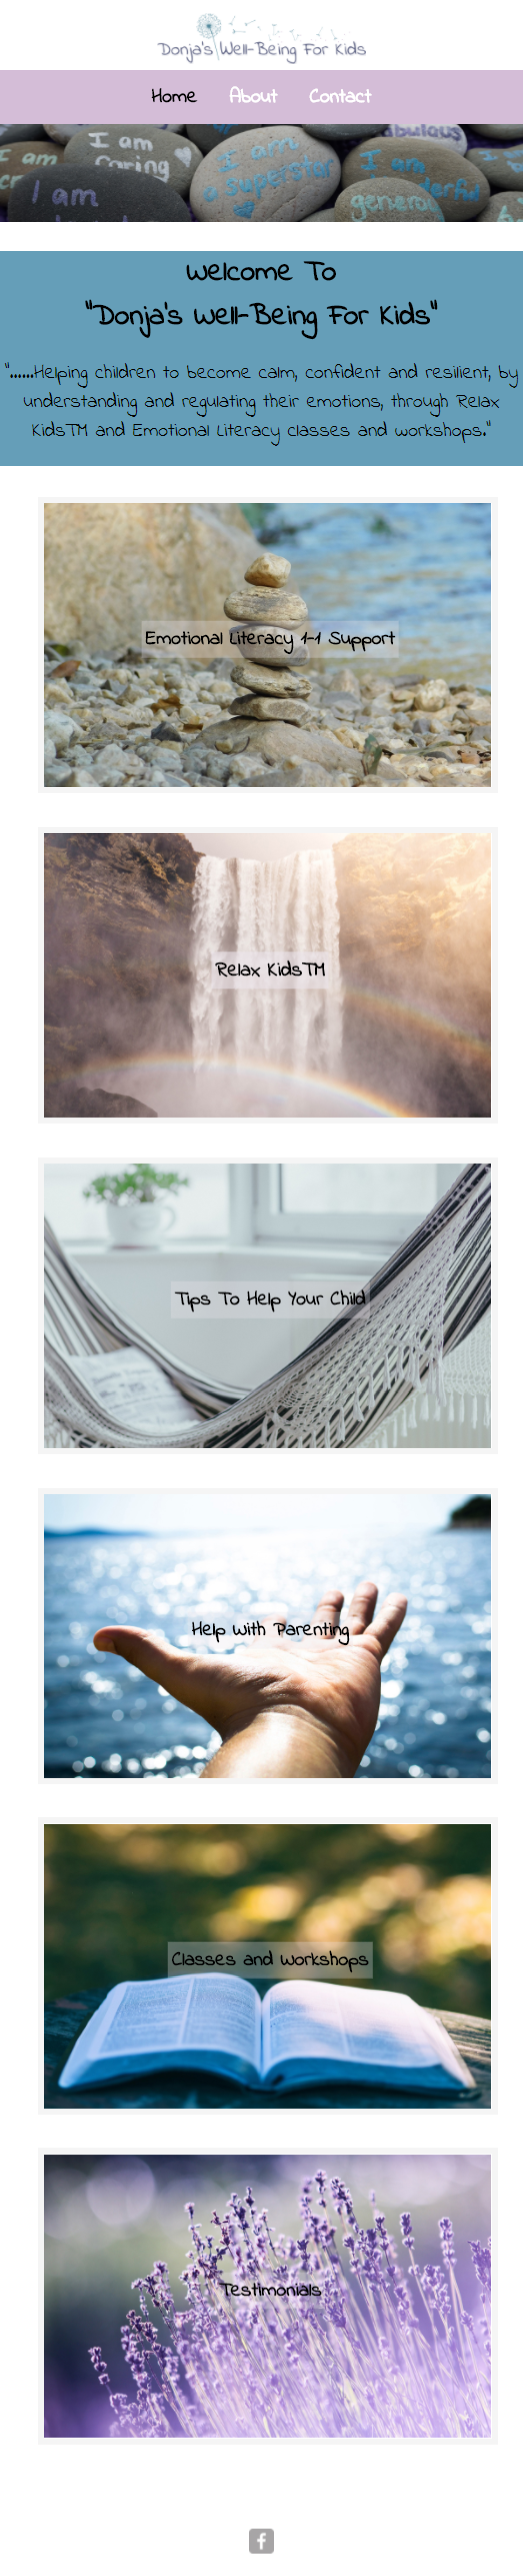 Donja's Well-Being For Kids
Home About Contact
I am
caring
I am
a superstar
I am
I am
generous
Welcome To
"Donja's Well-Being For Kids"
"......Helping children to become calm, confident and resilient, by
understanding and regulating their emotions, through Relax
KidsTM and Emotional Literacy classes and workshops."
Emotional Literacy 1-1 Support
Relax KidsTM
Tips To Help Your Child
Help With Parenting
Classes and Workshops
Testimonials
f